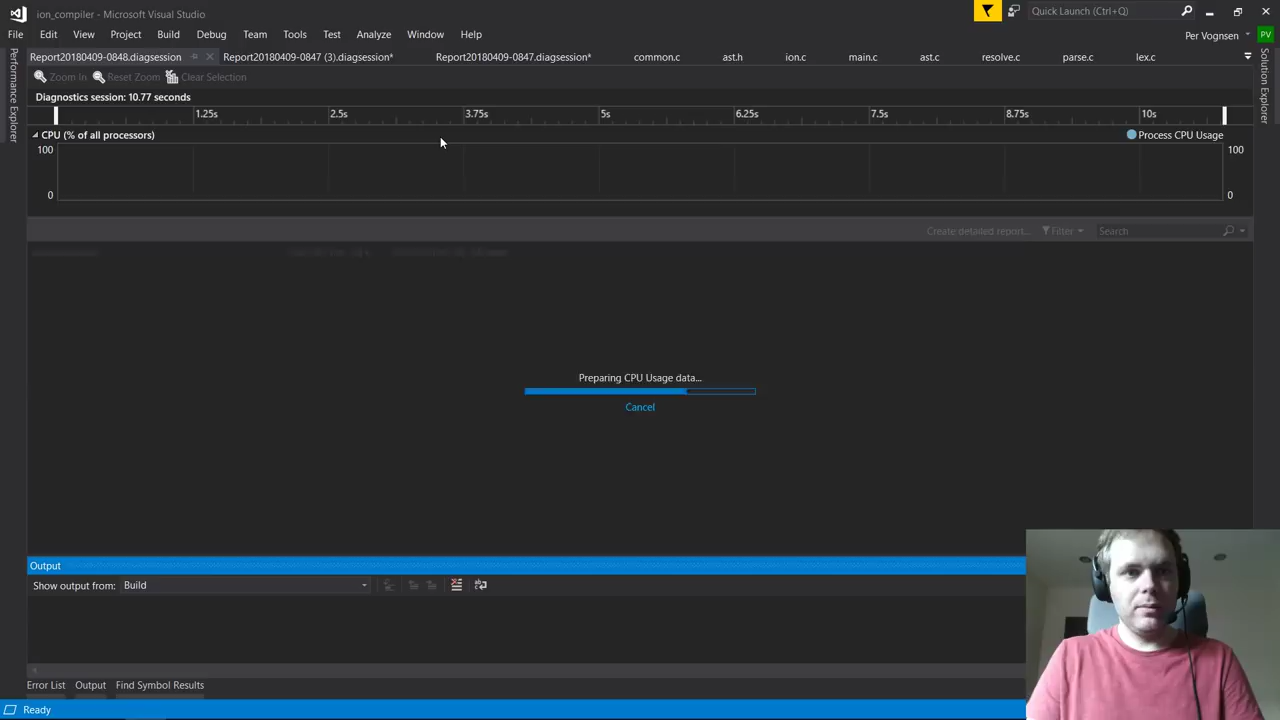 ion_compiler - Microsoft Visual Studio
Quick Launch (Ctrl+Q)
File Edit View Project Build Debug Team Tools Test Analyze Window Help
Per Vognsen
PV
Report20180409-0848.diagsession
Report20180409-0847 (3).diagsession*
Report20180409-0847.diagsession*
common.c
ast.h
ion.c
main.c
ast.c
resolve.c
parse.c
lex.c
Performance Explorer
Solution Explorer
Zoom In Reset Zoom Clear Selection
Diagnostics session: 10.77 seconds
1.25s 2.5s 3.75s 5s 6.25s 7.5s 8.75s 10s
CPU (% of all processors)
Process CPU Usage
100 100
0 0
Create detailed report... Filter Search
Preparing CPU Usage data...
Cancel
Output
Show output from: Build
Error List Output Find Symbol Results
Ready